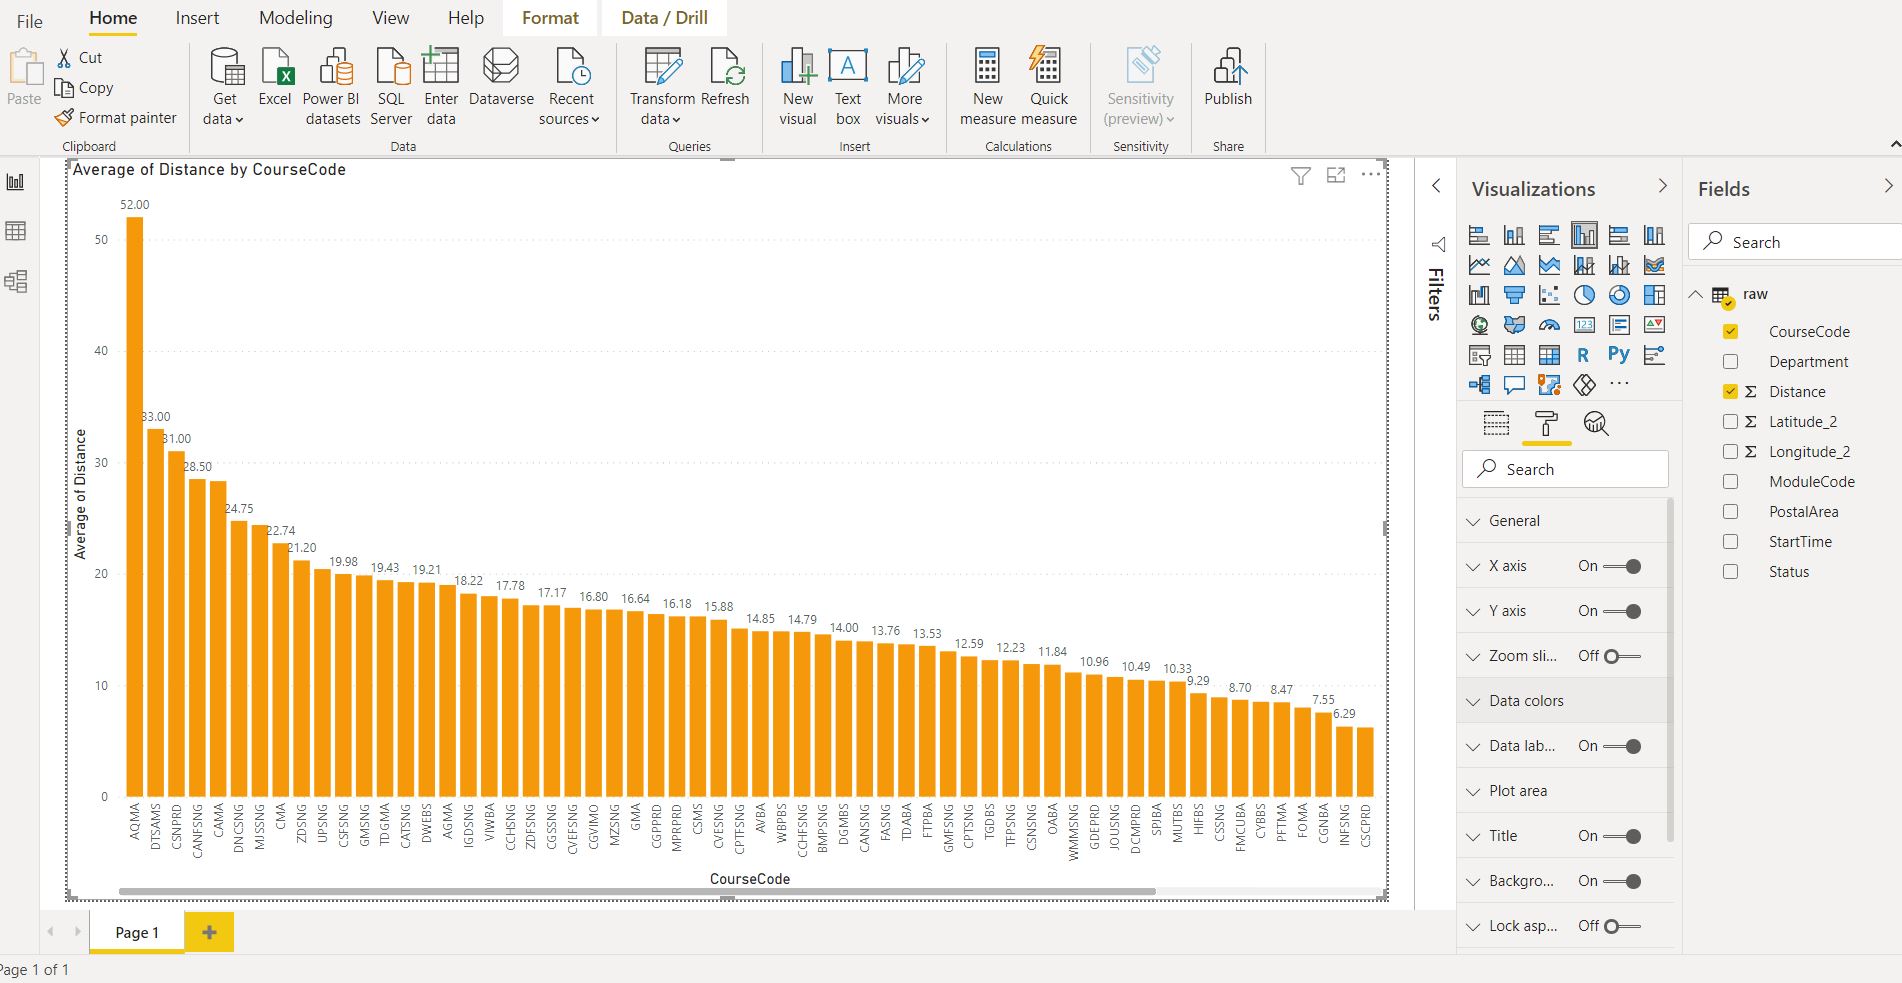 File
Home
Insert
Modeling
View
Help
Format
Data / Drill
Paste
Cut
Copy
Format painter
Clipboard
Get data
Excel
Power BI datasets
SQL Server
Enter data
Dataverse
Recent sources
Data
Transform data
Refresh
Queries
New visual
Text box
More visuals
Insert
New measure
Quick measure
Calculations
Sensitivity (preview)
Sensitivity
Publish
Share
Average of Distance by CourseCode
Average of Distance
50
40
30
20
10
0
52.00
33.00
31.00
28.50
24.75
22.74
21.20
19.98
19.43
19.21
18.22
17.78
17.17
16.80
16.64
16.18
15.88
14.85
14.79
14.00
13.76
13.53
12.59
12.23
11.84
10.96
10.49
10.33
9.29
8.70
8.47
7.55
6.29
AQMA
DTSAMS
CSNPRD
CANFSNG
CAMA
DNCSNG
MJSSNG
CMA
ZDSNG
UPSNG
CSFSNG
GMSNG
TDGMA
CATSNG
DWEBS
AGMA
IGDSNG
VIWBA
CCHSNG
ZDFSNG
CGSSNG
CVEFSNG
CGVIMO
MZSNG
GMA
CGPPRD
MPRPRD
CSMS
CVESNG
CPTFSNG
AVBA
WBPBS
CCHFSNG
BMPSNG
DGMBS
CANSNG
FASNG
TDABA
FTPBA
GMFSNG
CPTSNG
TGDBS
TFPSNG
CSNSNG
OABA
WMMSNG
GDEPRD
JOUSNG
DCMPRD
SPJBA
MUTBS
HIFBS
CSSNG
FMCUBA
CYBBS
PFTMA
FOMA
CGNBA
INFSNG
CSCPRD
CourseCode
Filters
Visualizations
123
R
Py
Search
General
X axis On
Y axis On
Zoom sli... Off
Data colors
Data lab... On
Plot area
Title On
Backgro... On
Lock asp... Off
Fields
Search
raw
CourseCode
Department
Σ Distance
Σ Latitude_2
Σ Longitude_2
ModuleCode
PostalArea
StartTime
Status
Page 1
Page 1 of 1